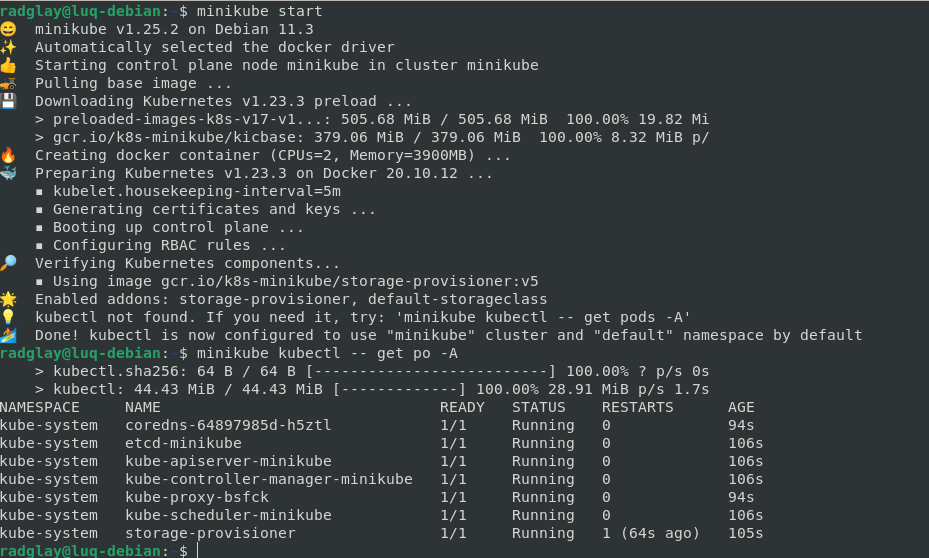 radglay@luq-debian:~$ minikube start
😄  minikube v1.25.2 on Debian 11.3
✨  Automatically selected the docker driver
👍  Starting control plane node minikube in cluster minikube
🚜  Pulling base image ...
💾  Downloading Kubernetes v1.23.3 preload ...
    > preloaded-images-k8s-v17-v1...: 505.68 MiB / 505.68 MiB  100.00% 19.82 Mi
    > gcr.io/k8s-minikube/kicbase: 379.06 MiB / 379.06 MiB  100.00% 8.32 MiB p/
🔥  Creating docker container (CPUs=2, Memory=3900MB) ...
🐳  Preparing Kubernetes v1.23.3 on Docker 20.10.12 ...
    ▪ kubelet.housekeeping-interval=5m
    ▪ Generating certificates and keys ...
    ▪ Booting up control plane ...
    ▪ Configuring RBAC rules ...
🔎  Verifying Kubernetes components...
    ▪ Using image gcr.io/k8s-minikube/storage-provisioner:v5
🌟  Enabled addons: storage-provisioner, default-storageclass
💡  kubectl not found. If you need it, try: 'minikube kubectl -- get pods -A'
🏄  Done! kubectl is now configured to use "minikube" cluster and "default" namespace by default
radglay@luq-debian:~$ minikube kubectl -- get po -A
    > kubectl.sha256: 64 B / 64 B [--------------------------] 100.00% ? p/s 0s
    > kubectl: 44.43 MiB / 44.43 MiB [-------------] 100.00% 28.91 MiB p/s 1.7s
NAMESPACE     NAME                               READY   STATUS    RESTARTS      AGE
kube-system   coredns-64897985d-h5ztl            1/1     Running   0             94s
kube-system   etcd-minikube                      1/1     Running   0             106s
kube-system   kube-apiserver-minikube            1/1     Running   0             106s
kube-system   kube-controller-manager-minikube   1/1     Running   0             106s
kube-system   kube-proxy-bsfck                   1/1     Running   0             94s
kube-system   kube-scheduler-minikube            1/1     Running   0             106s
kube-system   storage-provisioner                1/1     Running   1 (64s ago)   105s
radglay@luq-debian:~$